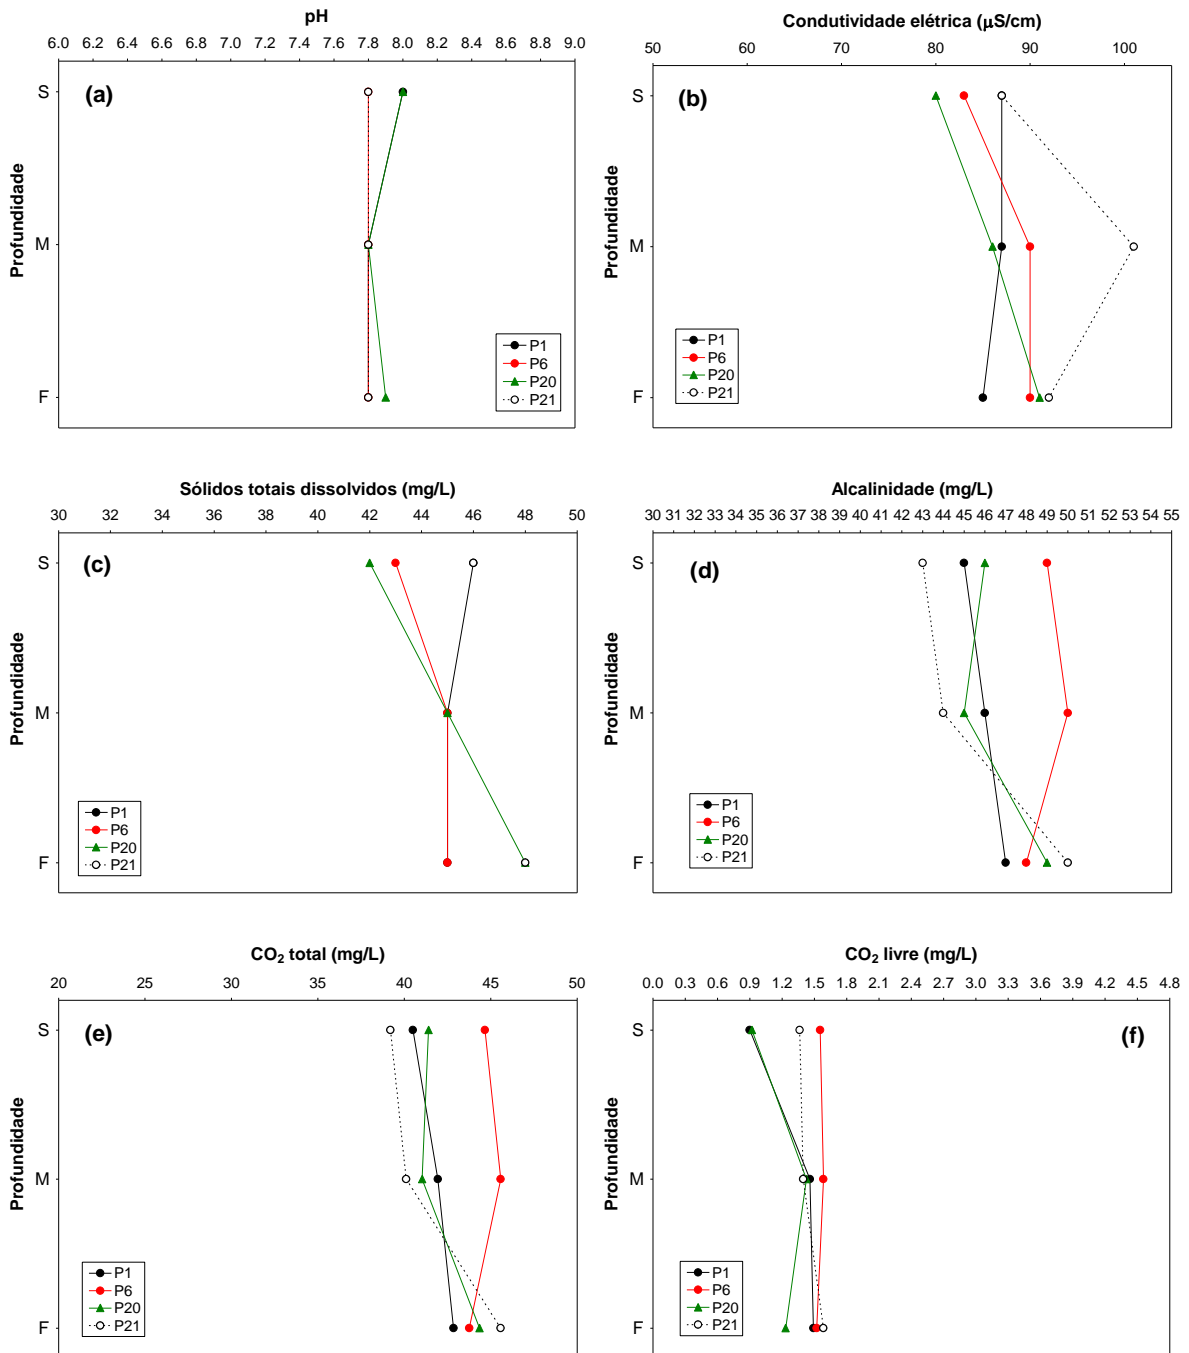 pH
6.0 6.2 6.4 6.6 6.8 7.0 7.2 7.4 7.6 7.8 8.0 8.2 8.4 8.6 8.8 9.0
(a)
S
M
F
Profundidade
P1
P6
P20
P21
Condutividade elétrica (µS/cm)
50 60 70 80 90 100
(b)
S
M
F
Profundidade
P1
P6
P20
P21
Sólidos totais dissolvidos (mg/L)
30 32 34 36 38 40 42 44 46 48 50
(c)
S
M
F
Profundidade
P1
P6
P20
P21
Alcalinidade (mg/L)
30 31 32 33 34 35 36 37 38 39 40 41 42 43 44 45 46 47 48 49 50 51 52 53 54 55
(d)
S
M
F
Profundidade
P1
P6
P20
P21
CO₂ total (mg/L)
20 25 30 35 40 45 50
(e)
S
M
F
Profundidade
P1
P6
P20
P21
CO₂ livre (mg/L)
0.0 0.3 0.6 0.9 1.2 1.5 1.8 2.1 2.4 2.7 3.0 3.3 3.6 3.9 4.2 4.5 4.8
(f)
S
M
F
Profundidade
P1
P6
P20
P21